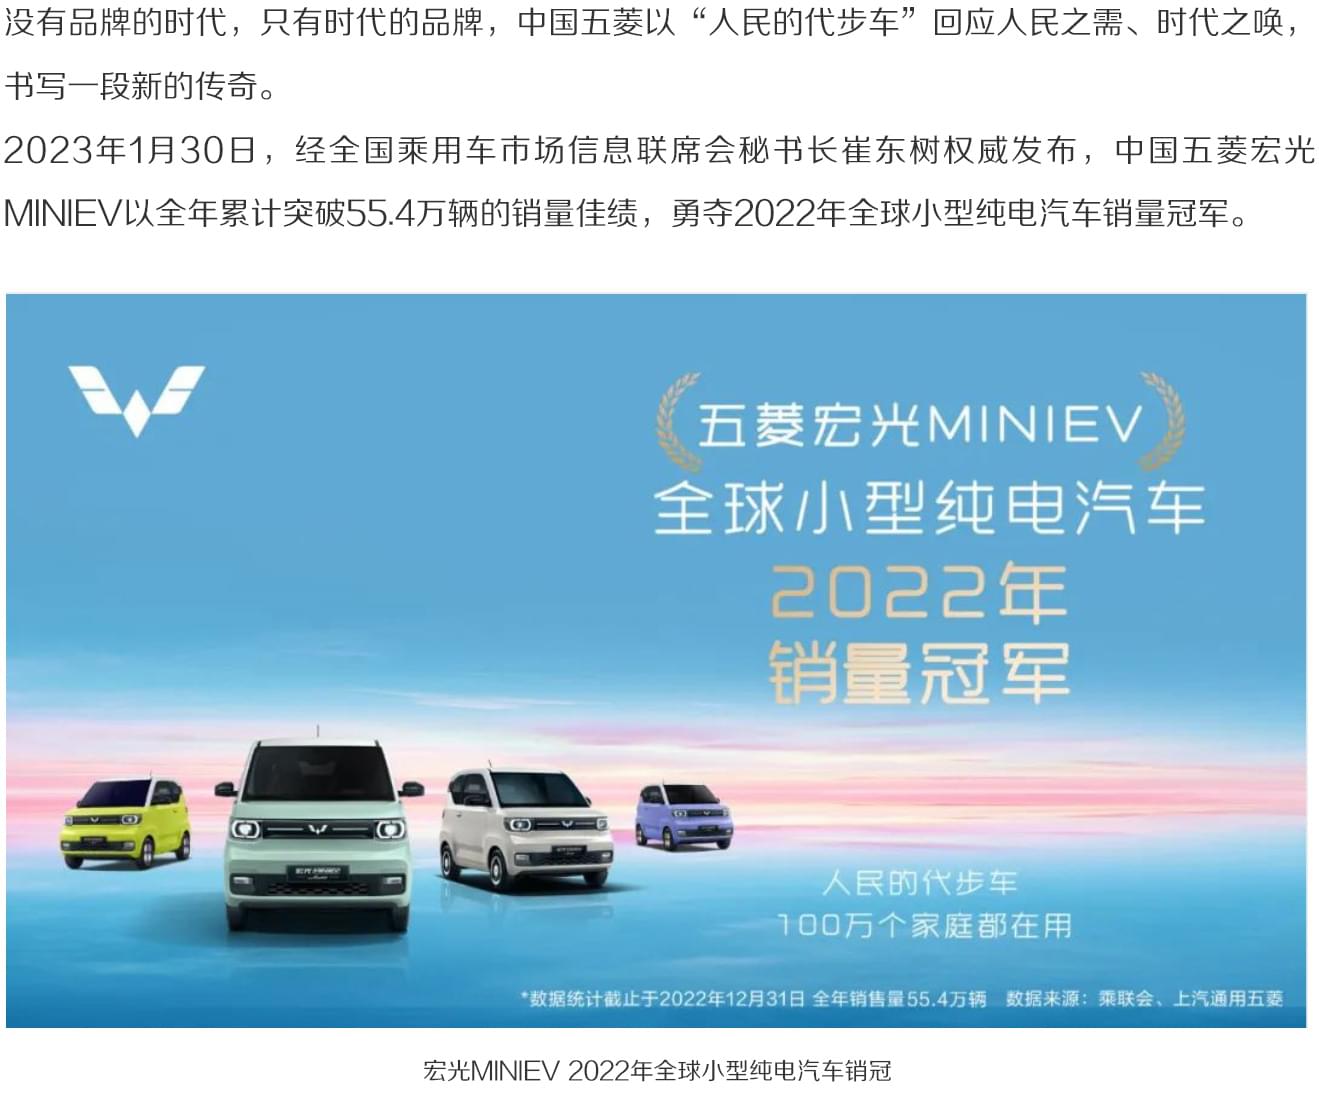 没有品牌的时代，只有时代的品牌，中国五菱以“人民的代步车”回应人民之需、时代之唤，
书写一段新的传奇。
2023年1月30日，经全国乘用车市场信息联席会秘书长崔东树权威发布，中国五菱宏光
MINIEV以全年累计突破55.4万辆的销量佳绩，勇夺2022年全球小型纯电汽车销量冠军。
五菱宏光MINIEV
全球小型纯电汽车
2022年
销量冠军
宏光MINIEV
人民的代步车
100万个家庭都在用
*数据统计截止于2022年12月31日 全年销售量55.4万辆 数据来源：乘联会、上汽通用五菱
宏光MINIEV 2022年全球小型纯电汽车销冠